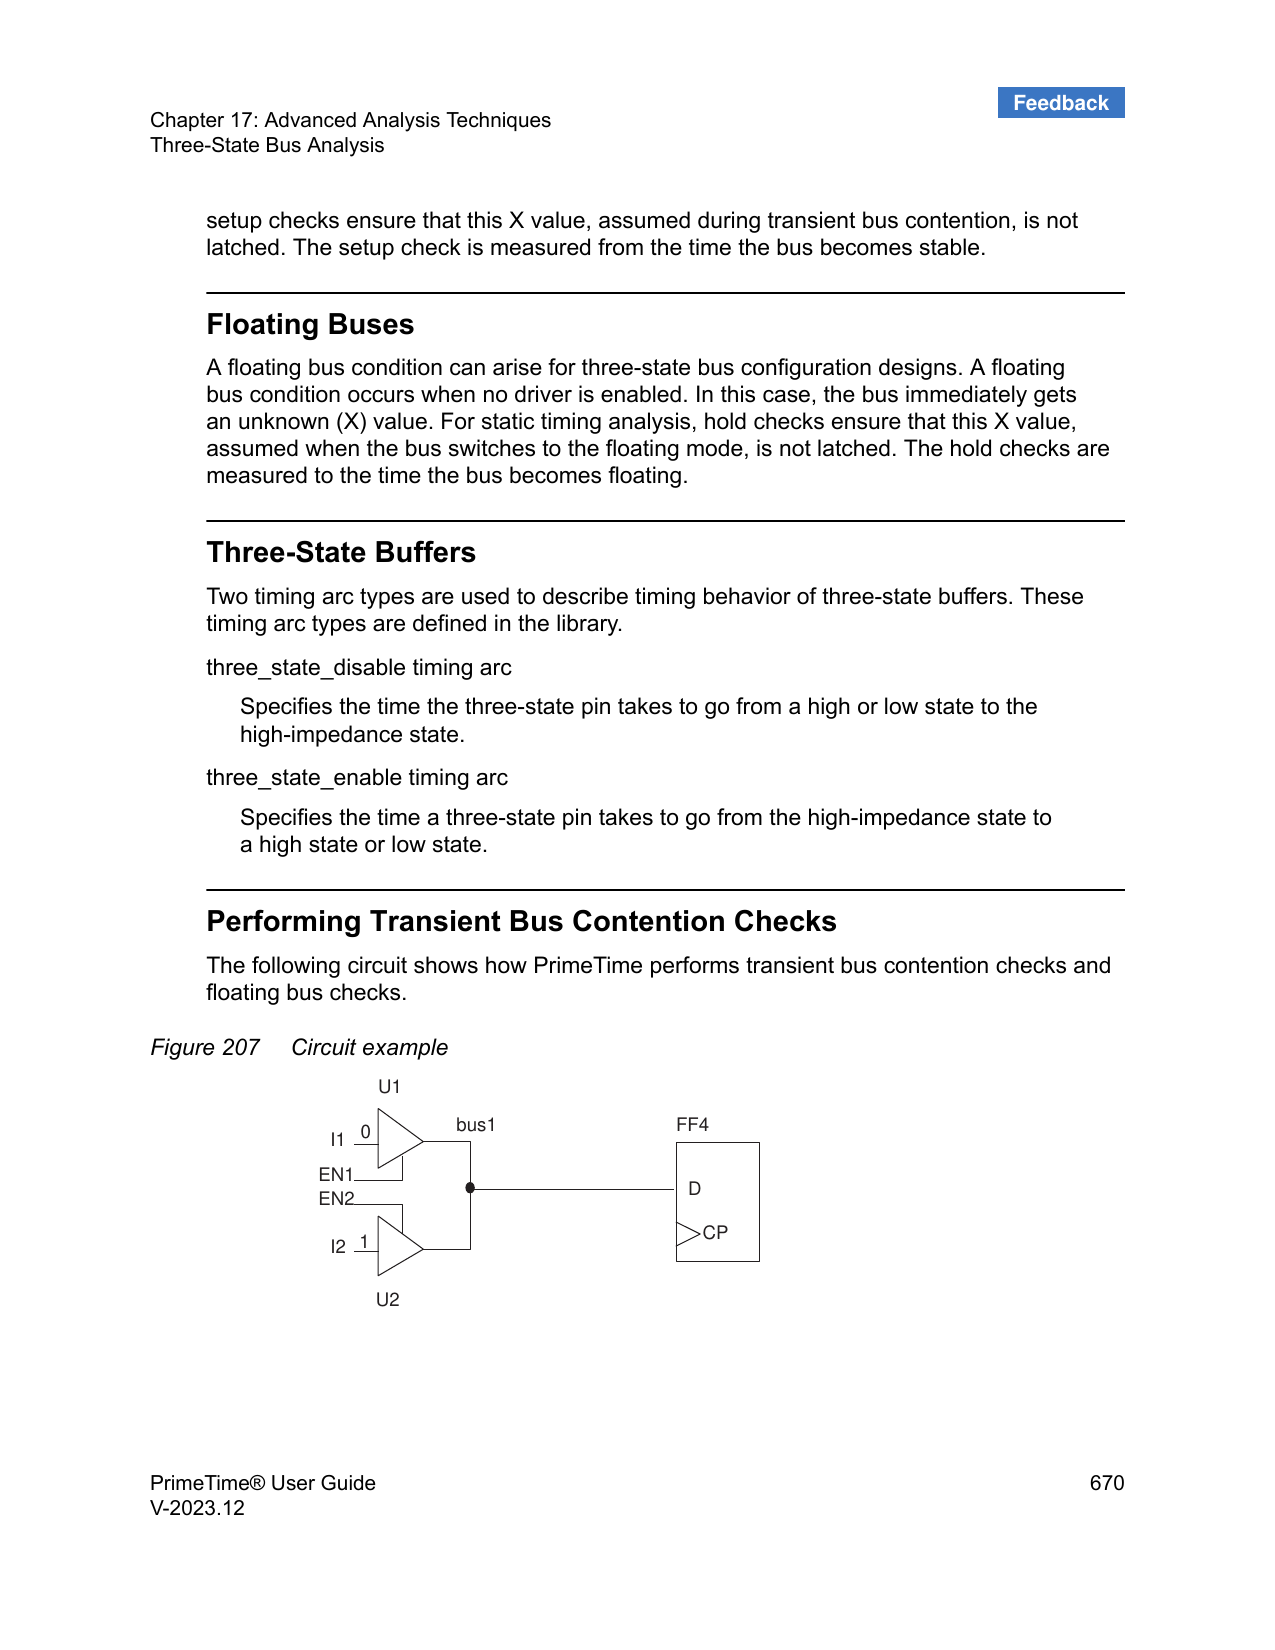 Feedback
Chapter 17: Advanced Analysis Techniques
Three-State Bus Analysis
setup checks ensure that this X value, assumed during transient bus contention, is not
latched. The setup check is measured from the time the bus becomes stable.
Floating Buses
A floating bus condition can arise for three-state bus configuration designs. A floating
bus condition occurs when no driver is enabled. In this case, the bus immediately gets
an unknown (X) value. For static timing analysis, hold checks ensure that this X value,
assumed when the bus switches to the floating mode, is not latched. The hold checks are
measured to the time the bus becomes floating.
Three-State Buffers
Two timing arc types are used to describe timing behavior of three-state buffers. These
timing arc types are defined in the library.
three_state_disable timing arc
Specifies the time the three-state pin takes to go from a high or low state to the
high-impedance state.
three_state_enable timing arc
Specifies the time a three-state pin takes to go from the high-impedance state to
a high state or low state.
Performing Transient Bus Contention Checks
The following circuit shows how PrimeTime performs transient bus contention checks and
floating bus checks.
Figure 207 Circuit example
U1
bus1
FF4
I1 0
EN1
EN2
D
CP
I2 1
U2
PrimeTime® User Guide
V-2023.12
670